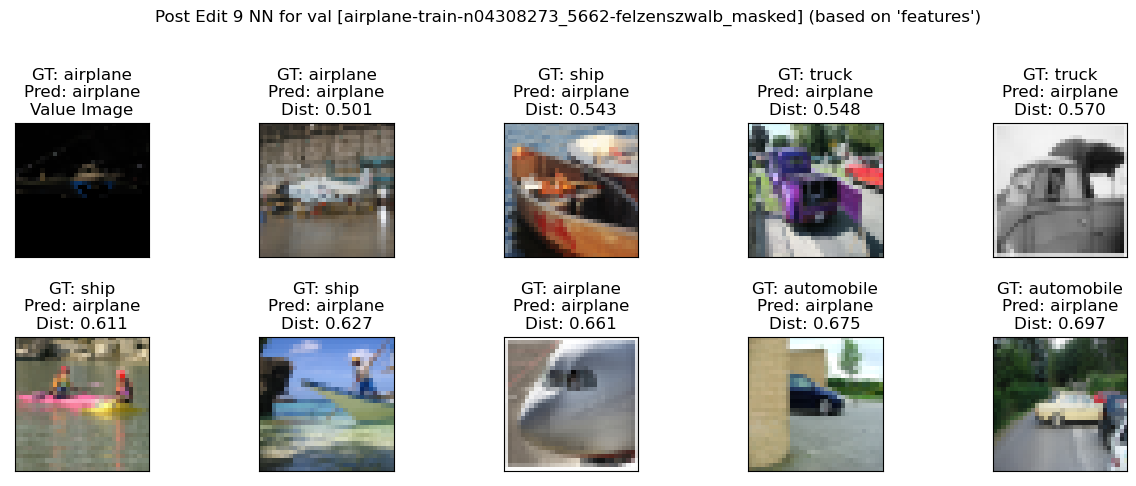 Post Edit 9 NN for val [airplane-train-n04308273_5662-felzenszwalb_masked] (based on 'features')
GT: airplane
Pred: airplane
Value Image
GT: airplane
Pred: airplane
Dist: 0.501
GT: ship
Pred: airplane
Dist: 0.543
GT: truck
Pred: airplane
Dist: 0.548
GT: truck
Pred: airplane
Dist: 0.570
GT: ship
Pred: airplane
Dist: 0.611
GT: ship
Pred: airplane
Dist: 0.627
GT: airplane
Pred: airplane
Dist: 0.661
GT: automobile
Pred: airplane
Dist: 0.675
GT: automobile
Pred: airplane
Dist: 0.697